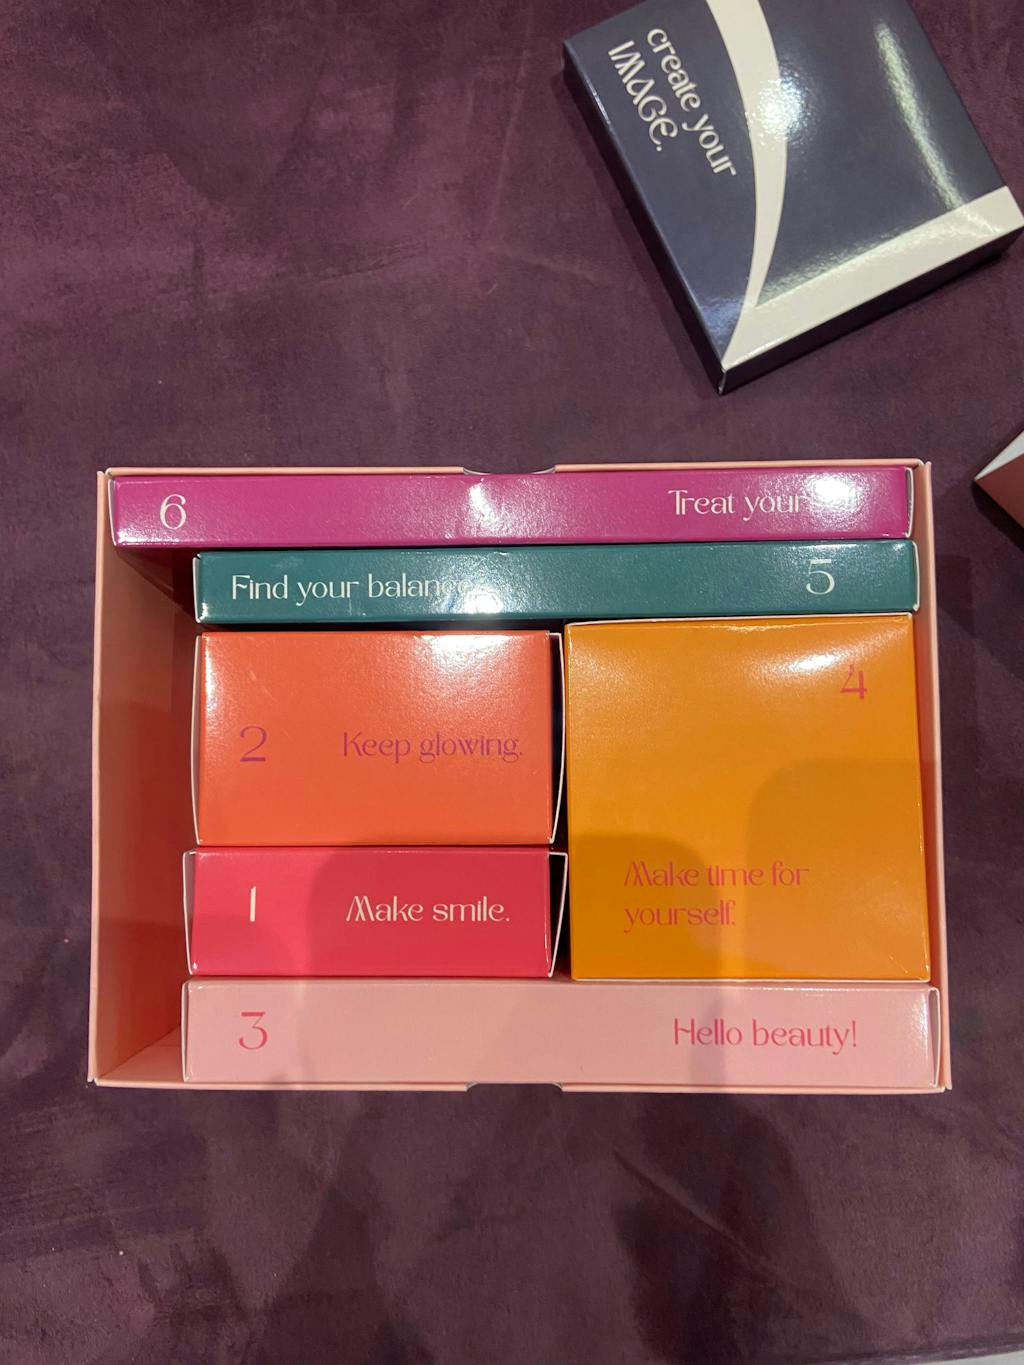 create your
IMAGE.
6
Find your balance
5
2
Keep glowing.
4
1
Make smile.
Make time for
yourself.
3
Hello beauty!
Treat